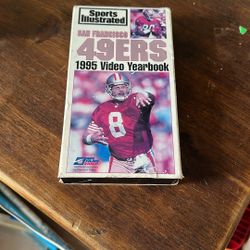 Sports
Illustrated
SAN FRANCISCO
49ERS
1995 Video Yearbook
8